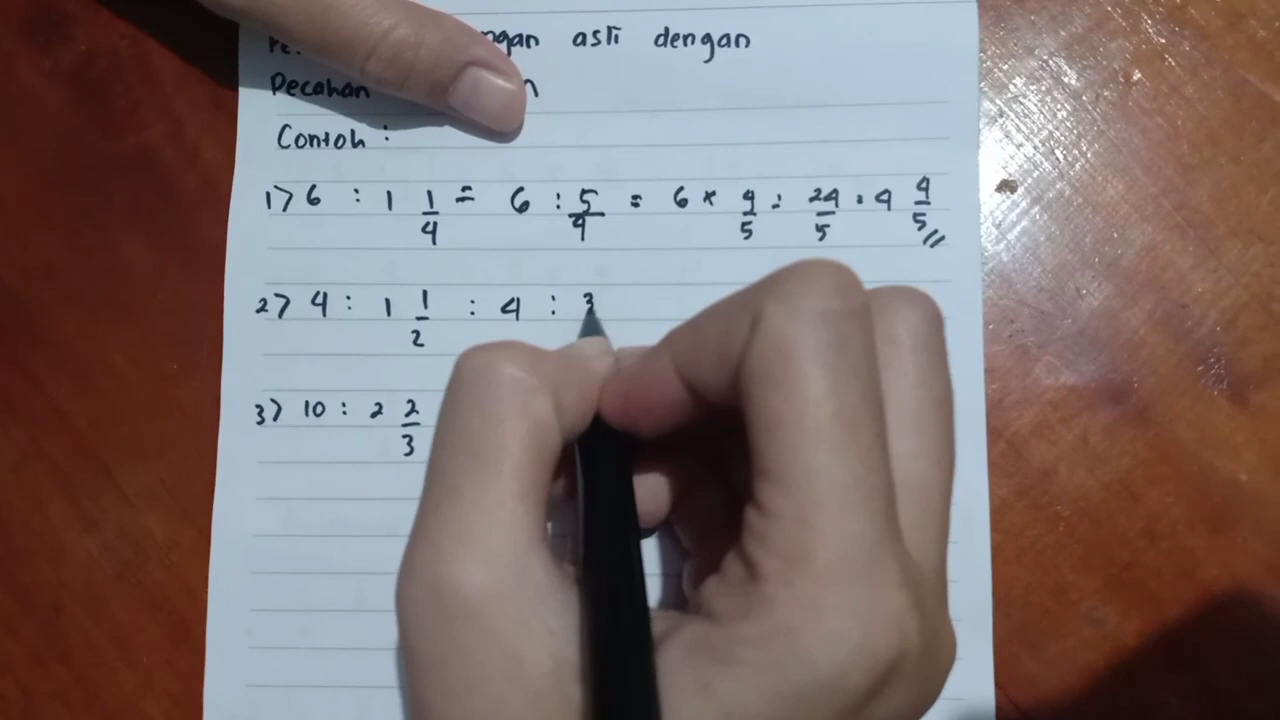 asli dengan
Pecahan
Contoh :
1> 6 : 1 1/4 = 6 : 5/4 = 6 × 4/5 = 24/5 = 4 4/5 //
2> 4 : 1 1/2 : 4 : 3
3> 10 : 2 2/3